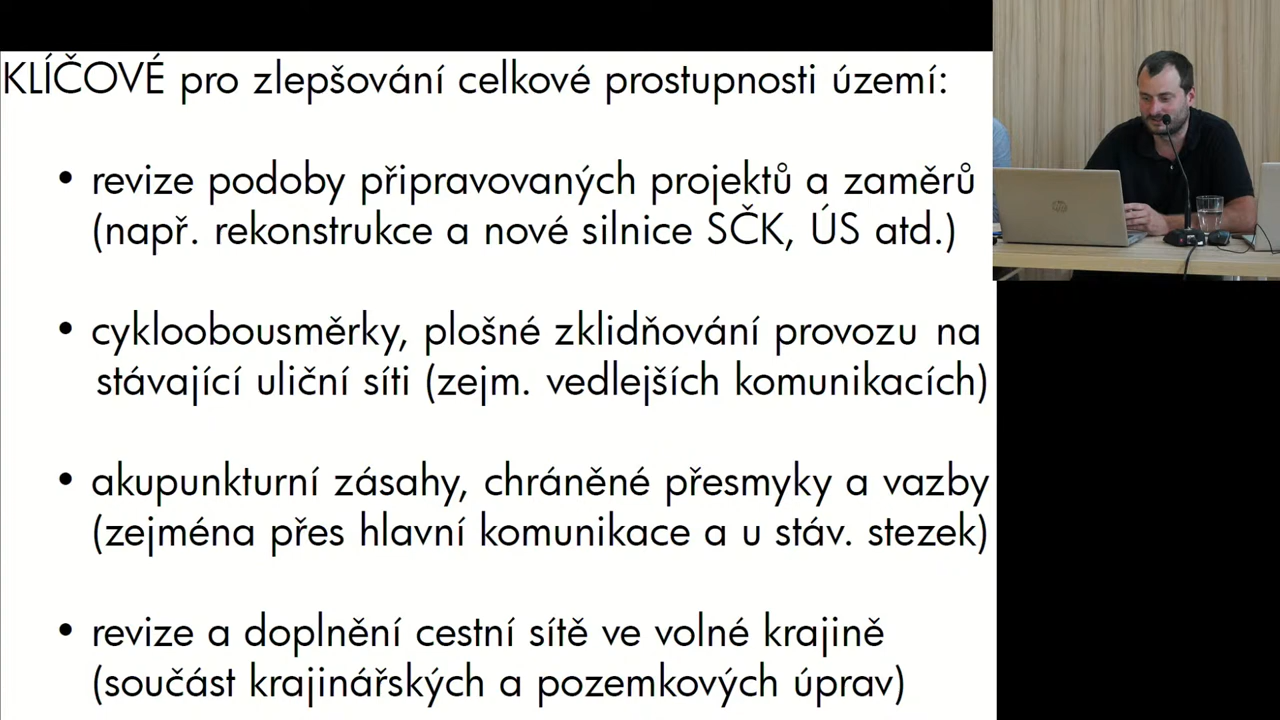 KLÍČOVÉ pro zlepšování celkové prostupnosti území:
• revize podoby připravovaných projektů a zaměrů
(např. rekonstrukce a nové silnice SČK, ÚS atd.)
• cykloobousměrky, plošné zklidňování provozu na
stávající uliční síti (zejm. vedlejších komunikacích)
• akupunkturní zásahy, chráněné přesmyky a vazby
(zejména přes hlavní komunikace a u stáv. stezek)
• revize a doplnění cestní sítě ve volné krajině
(součást krajinářských a pozemkových úprav)